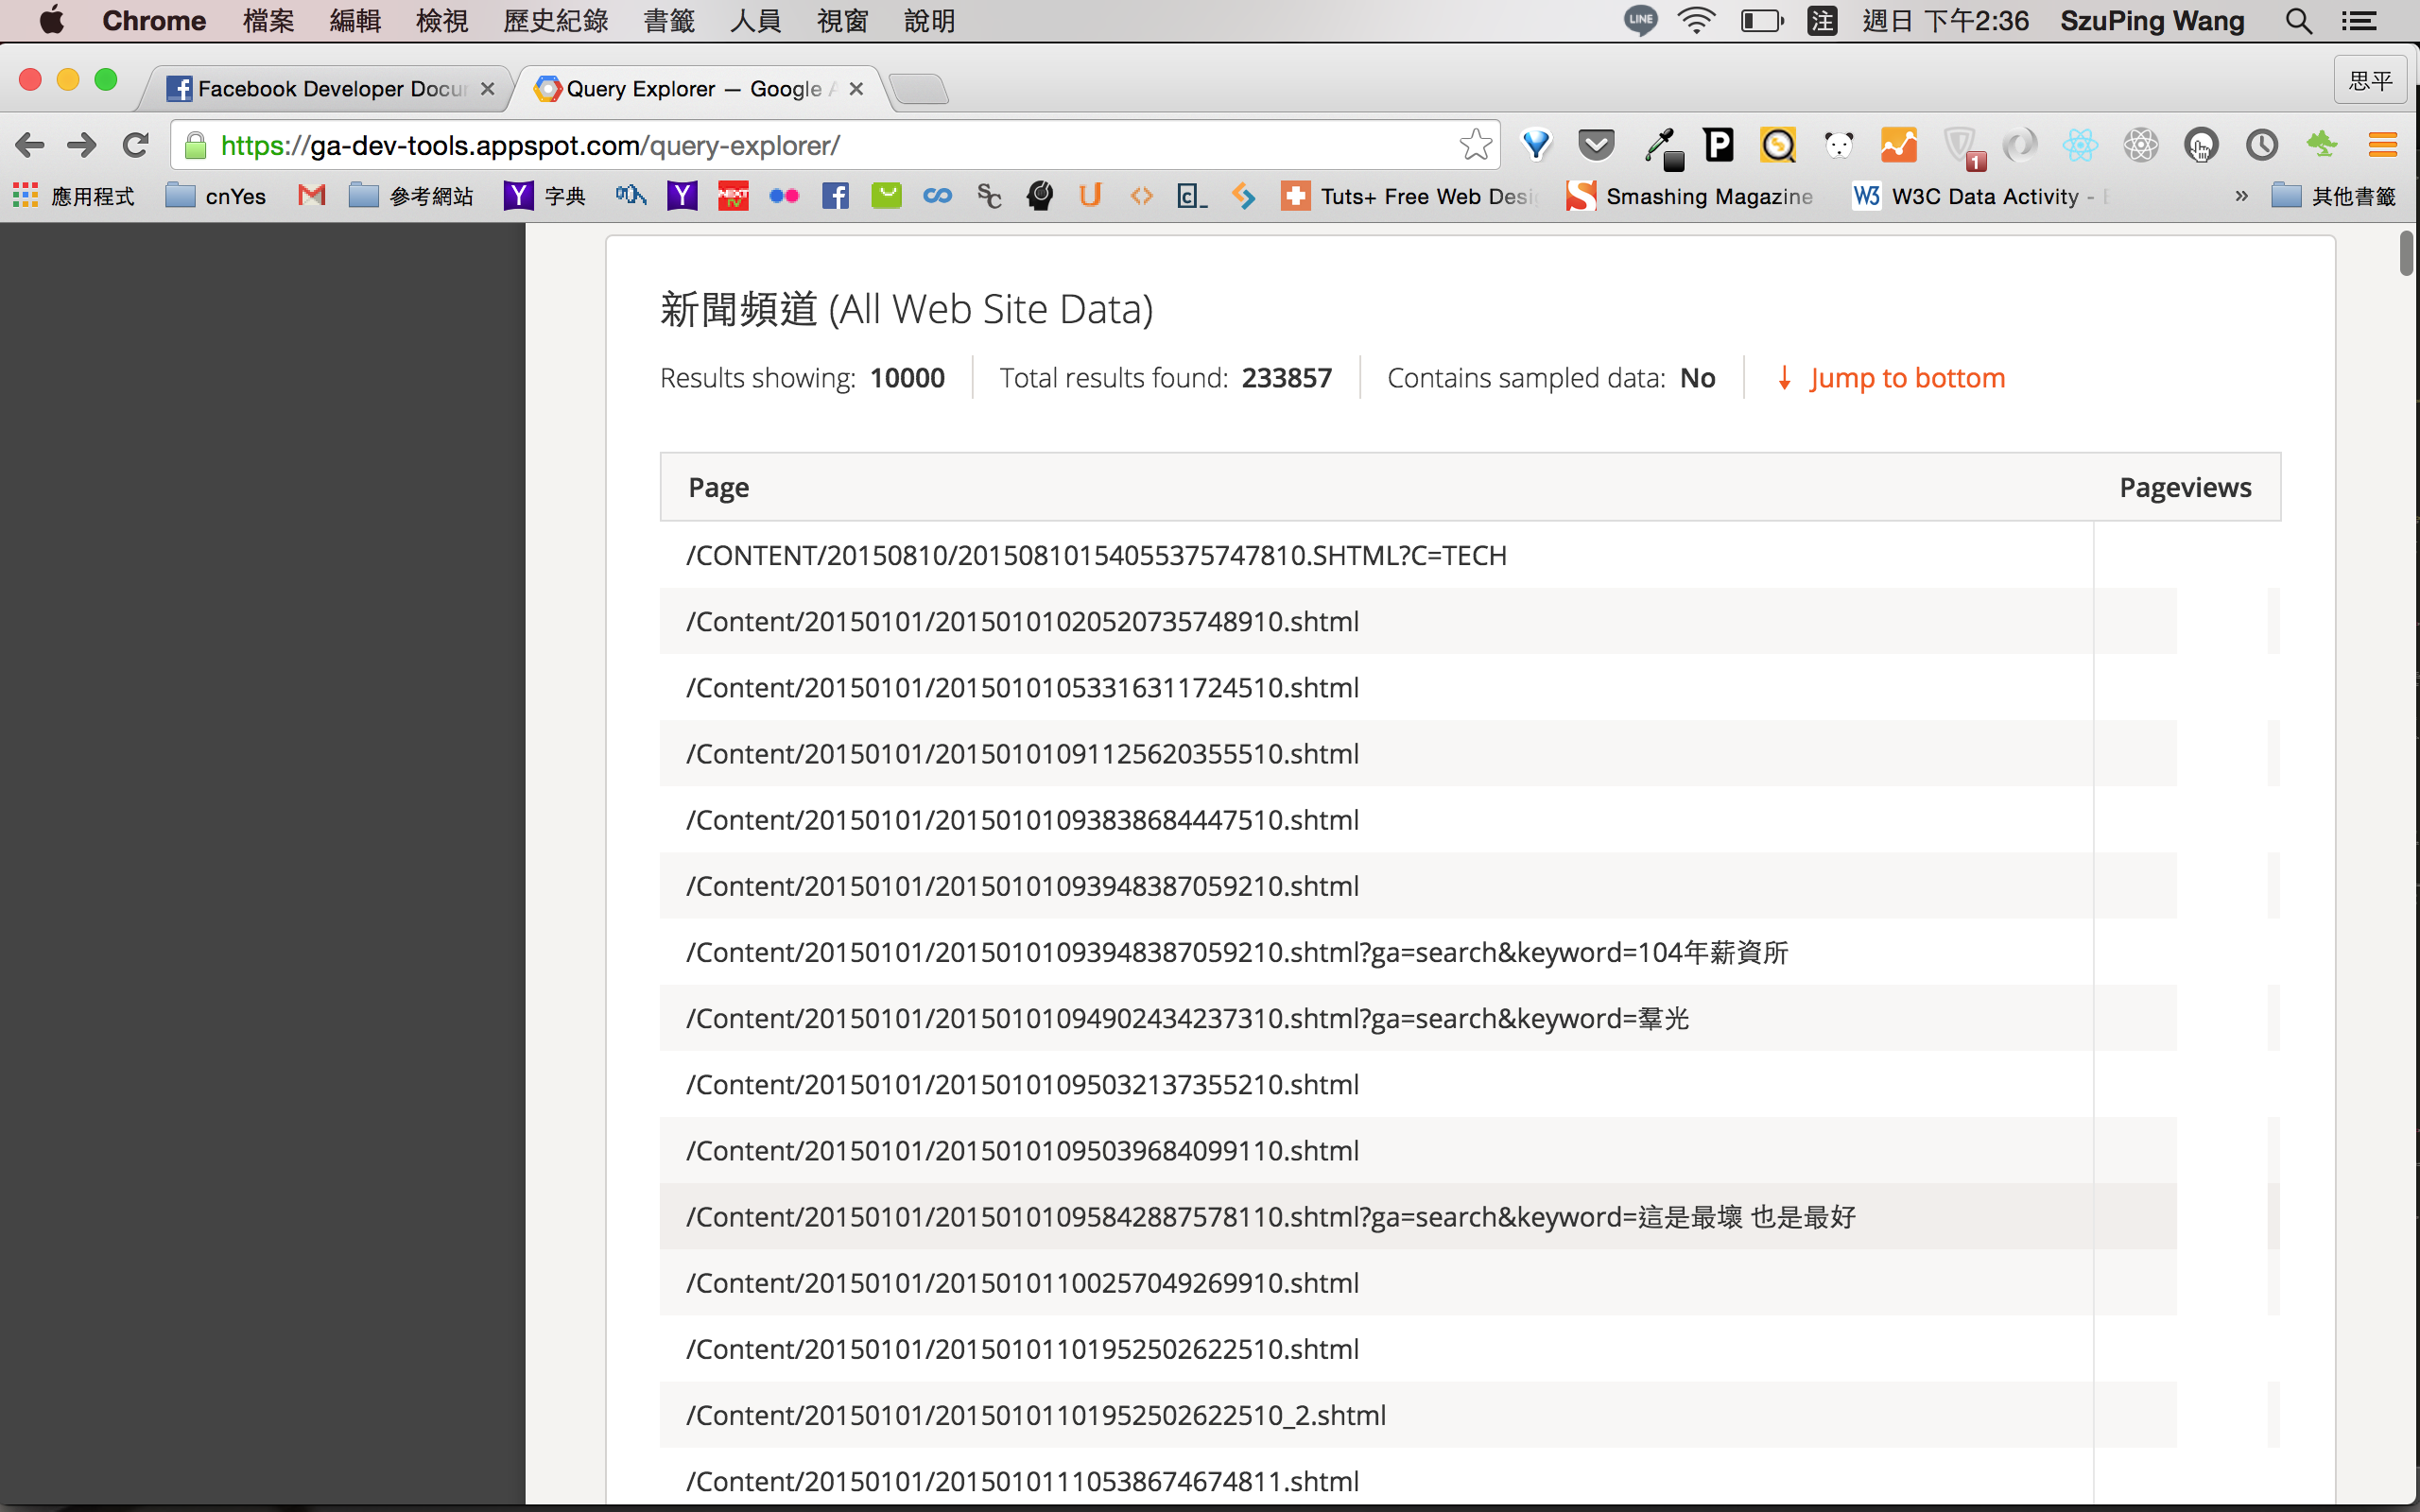 Chrome 檔案 編輯 檢視 歷史紀錄 書籤 人員 視窗 說明 LINE 注 週日 下午2:36 SzuPing Wang
Facebook Developer Docu Query Explorer — Google A 思平
https://ga-dev-tools.appspot.com/query-explorer/
應用程式 cnYes 參考網站 字典 Tuts+ Free Web Desi Smashing Magazine W3C Data Activity - » 其他書籤
新聞頻道 (All Web Site Data)
Results showing: 10000 Total results found: 233857 Contains sampled data: No ↓ Jump to bottom
Page Pageviews
/CONTENT/20150810/20150810154055375747810.SHTML?C=TECH
/Content/20150101/20150101020520735748910.shtml
/Content/20150101/20150101053316311724510.shtml
/Content/20150101/20150101091125620355510.shtml
/Content/20150101/20150101093838684447510.shtml
/Content/20150101/20150101093948387059210.shtml
/Content/20150101/20150101093948387059210.shtml?ga=search&keyword=104年薪資所
/Content/20150101/20150101094902434237310.shtml?ga=search&keyword=羣光
/Content/20150101/20150101095032137355210.shtml
/Content/20150101/20150101095039684099110.shtml
/Content/20150101/20150101095842887578110.shtml?ga=search&keyword=這是最壞 也是最好
/Content/20150101/20150101100257049269910.shtml
/Content/20150101/20150101101952502622510.shtml
/Content/20150101/20150101101952502622510_2.shtml
/Content/20150101/20150101110538674674811.shtml